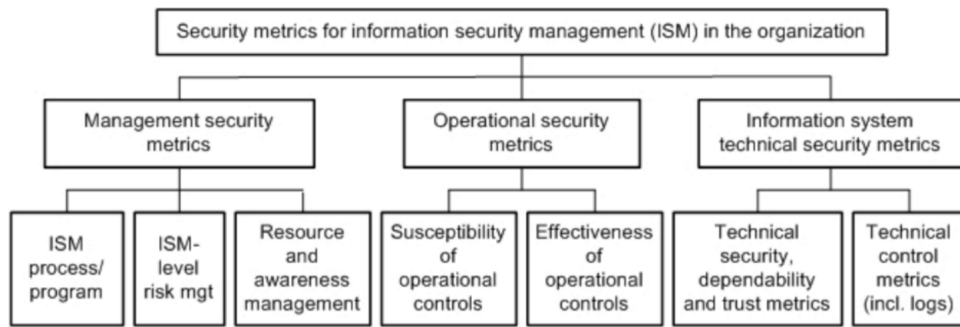 Security metrics for information security management (ISM) in the organization
Management security
metrics
Operational security
metrics
Information system
technical security metrics
ISM
process/
program
ISM-
level
risk mgt
Resource
and
awareness
management
Susceptibility
of
operational
controls
Effectiveness
of
operational
controls
Technical
security,
dependability
and trust metrics
Technical
control
metrics
(incl. logs)